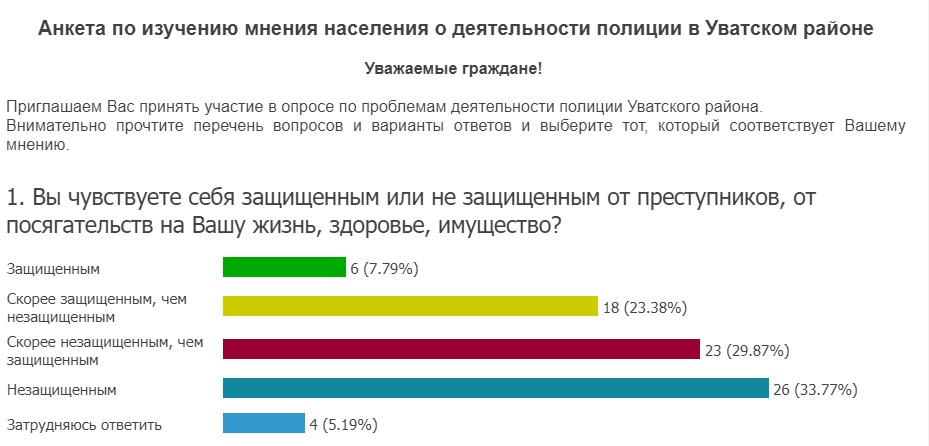 Анкета по изучению мнения населения о деятельности полиции в Уватском районе
Уважаемые граждане!
Приглашаем Вас принять участие в опросе по проблемам деятельности полиции Уватского района.
Внимательно прочтите перечень вопросов и варианты ответов и выберите тот, который соответствует Вашему
мнению.
1. Вы чувствуете себя защищенным или не защищенным от преступников, от
посягательств на Вашу жизнь, здоровье, имущество?
Защищенным 6 (7.79%)
Скорее защищенным, чем
незащищенным 18 (23.38%)
Скорее незащищенным, чем
защищенным 23 (29.87%)
Незащищенным 26 (33.77%)
Затрудняюсь ответить 4 (5.19%)